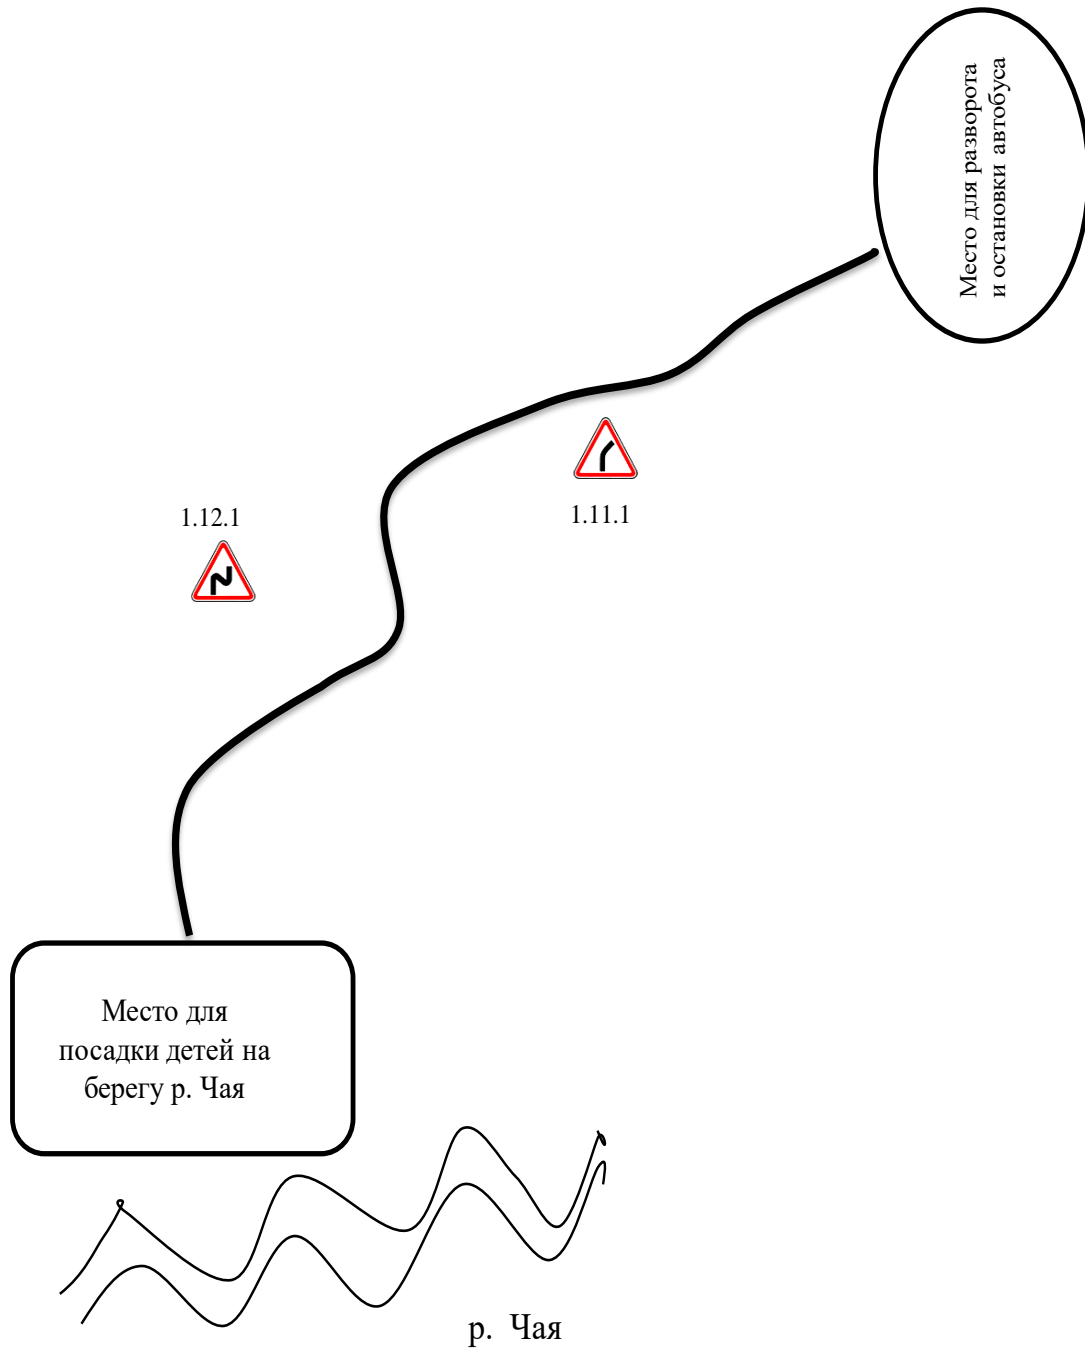 Место для разворота
и остановки автобуса
1.12.1
1.11.1
Место для
посадки детей на
берегу р. Чая
р. Чая